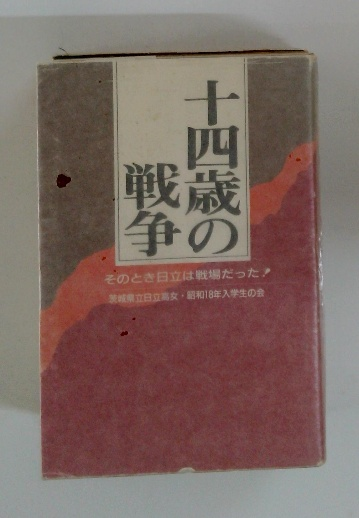 十四歳の
戦争
そのとき日立は戦場だった！
茨城県立日立高女・昭和18年入学生の会